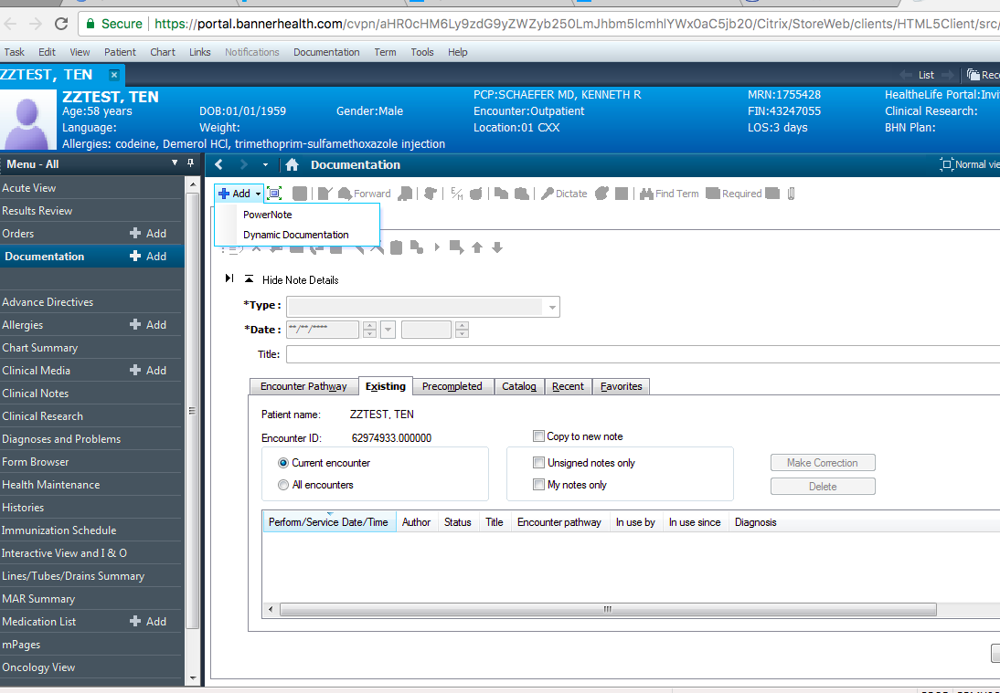 Secure https://portal.bannerhealth.com/cvpn/aHR0cHM6Ly9zdG9yZWZyb250LmJhbm5lcmhlYWx0aC5jb20/Citrix/StoreWeb/clients/HTML5Client/src/
Task Edit View Patient Chart Links Notifications Documentation Term Tools Help
ZZTEST, TEN × List
ZZTEST, TEN PCP:SCHAEFER MD, KENNETH R MRN:1755428
Age:58 years DOB:01/01/1959 Gender:Male Encounter:Outpatient FIN:43247055 Clinical Research:
Language: Weight: Location:01 CXX LOS:3 days BHN Plan:
Allergies: codeine, Demerol HCl, trimethoprim-sulfamethoxazole injection
HealtheLife Portal:
Menu - All
Documentation
Normal
Acute View
Results Review
Orders + Add
Documentation + Add
Advance Directives
Allergies + Add
Chart Summary
Clinical Media + Add
Clinical Notes
Clinical Research
Diagnoses and Problems
Form Browser
Health Maintenance
Histories
Immunization Schedule
Interactive View and I & O
Lines/Tubes/Drains Summary
MAR Summary
Medication List + Add
mPages
Oncology View
+ Add Forward E/M Dictate Find Term Required
PowerNote
Dynamic Documentation
Hide Note Details
*Type :
*Date : **/**/****
Title:
Encounter Pathway Existing Precompleted Catalog Recent Favorites
Patient name: ZZTEST, TEN
Encounter ID: 62974933.000000
Copy to new note
Current encounter Unsigned notes only Make Correction
All encounters My notes only Delete
Perform/Service Date/Time Author Status Title Encounter pathway In use by In use since Diagnosis